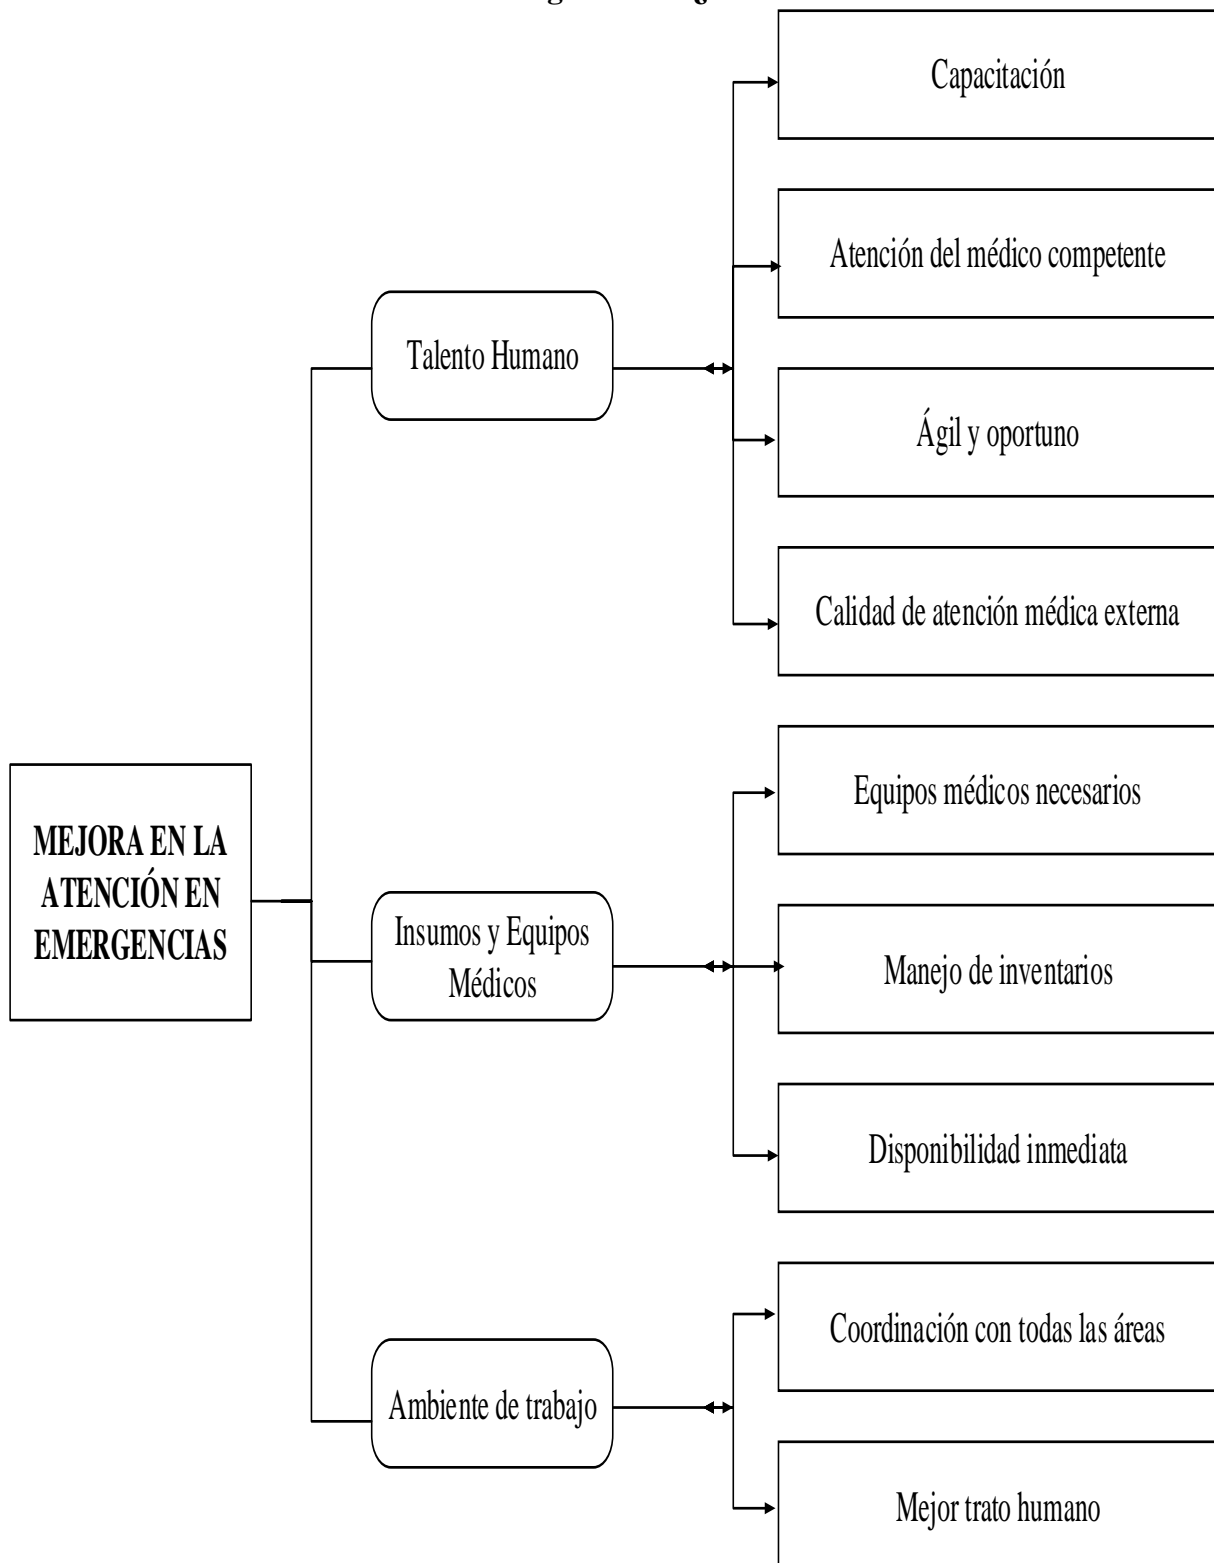 Capacitación
Atención del médico competente
Talento Humano
Ágil y oportuno
Calidad de atención médica externa
Equipos médicos necesarios
MEJORA EN LA
ATENCIÓN EN
EMERGENCIAS
Insumos y Equipos
Médicos
Manejo de inventarios
Disponibilidad inmediata
Coordinación con todas las áreas
Ambiente de trabajo
Mejor trato humano